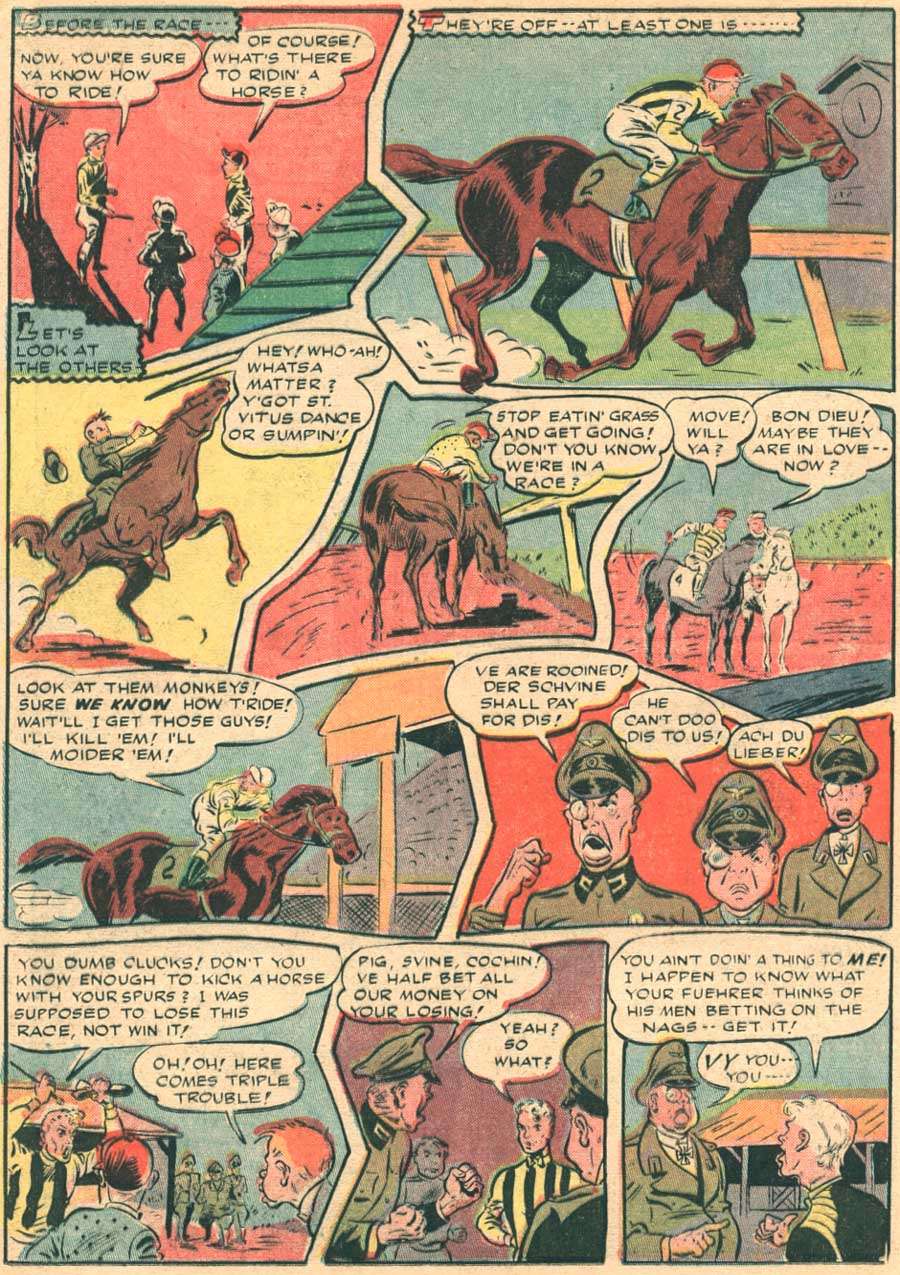 BEFORE THE RACE---
NOW, YOU'RE SURE
YA KNOW HOW
TO RIDE!
OF COURSE!
WHAT'S THERE
TO RIDIN' A
HORSE?
THEY'RE OFF--AT LEAST ONE IS-------
2
2
1
LET'S
LOOK AT
THE OTHERS-
HEY! WHO-AH!
WHATSA
MATTER?
Y'GOT ST.
VITUS DANCE
OR SUMPIN'!
STOP EATIN' GRASS
AND GET GOING!
DON'T YOU KNOW
WE'RE IN A
RACE?
MOVE!
WILL
YA?
BON DIEU!
MAYBE THEY
ARE IN LOVE--
NOW?
LOOK AT THEM MONKEYS!
SURE WE KNOW HOW T'RIDE!
WAIT'LL I GET THOSE GUYS!
I'LL KILL 'EM! I'LL
MOIDER 'EM!
2
VE ARE ROOINED!
DER SCHVINE
SHALL PAY
FOR DIS!
HE
CAN'T DOO
DIS TO US!
ACH DU
LIEBER!
YOU DUMB CLUCKS! DON'T YOU
KNOW ENOUGH TO KICK A HORSE
WITH YOUR SPURS? I WAS
SUPPOSED TO LOSE THIS
RACE, NOT WIN IT!
OH! OH! HERE
COMES TRIPLE
TROUBLE!
PIG, SVINE, COCHIN!
VE HALF BET ALL
OUR MONEY ON
YOUR LOSING!
YEAH?
SO
WHAT?
YOU AINT DOIN' A THING TO ME!
I HAPPEN TO KNOW WHAT
YOUR FUEHRER THINKS OF
HIS MEN BETTING ON THE
NAGS-- GET IT!
VY YOU--
YOU----